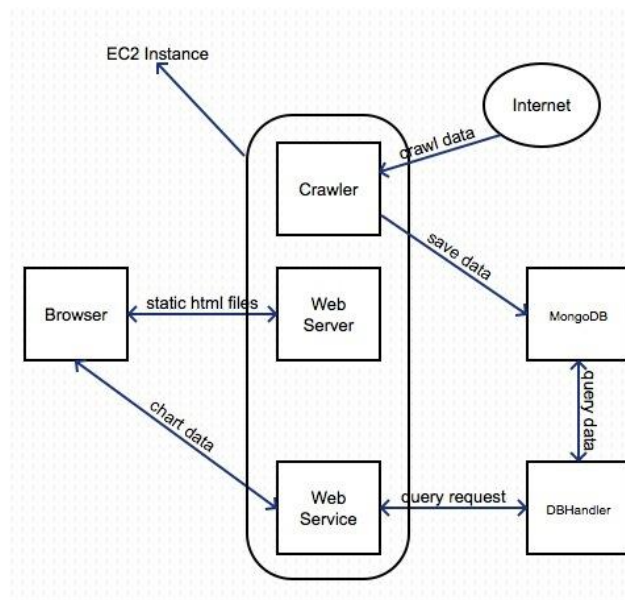 EC2 Instance
Internet
crawl data
Crawler
save data
Browser
static html files
Web
Server
MongoDB
chart data
query data
Web
Service
query request
DBHandler